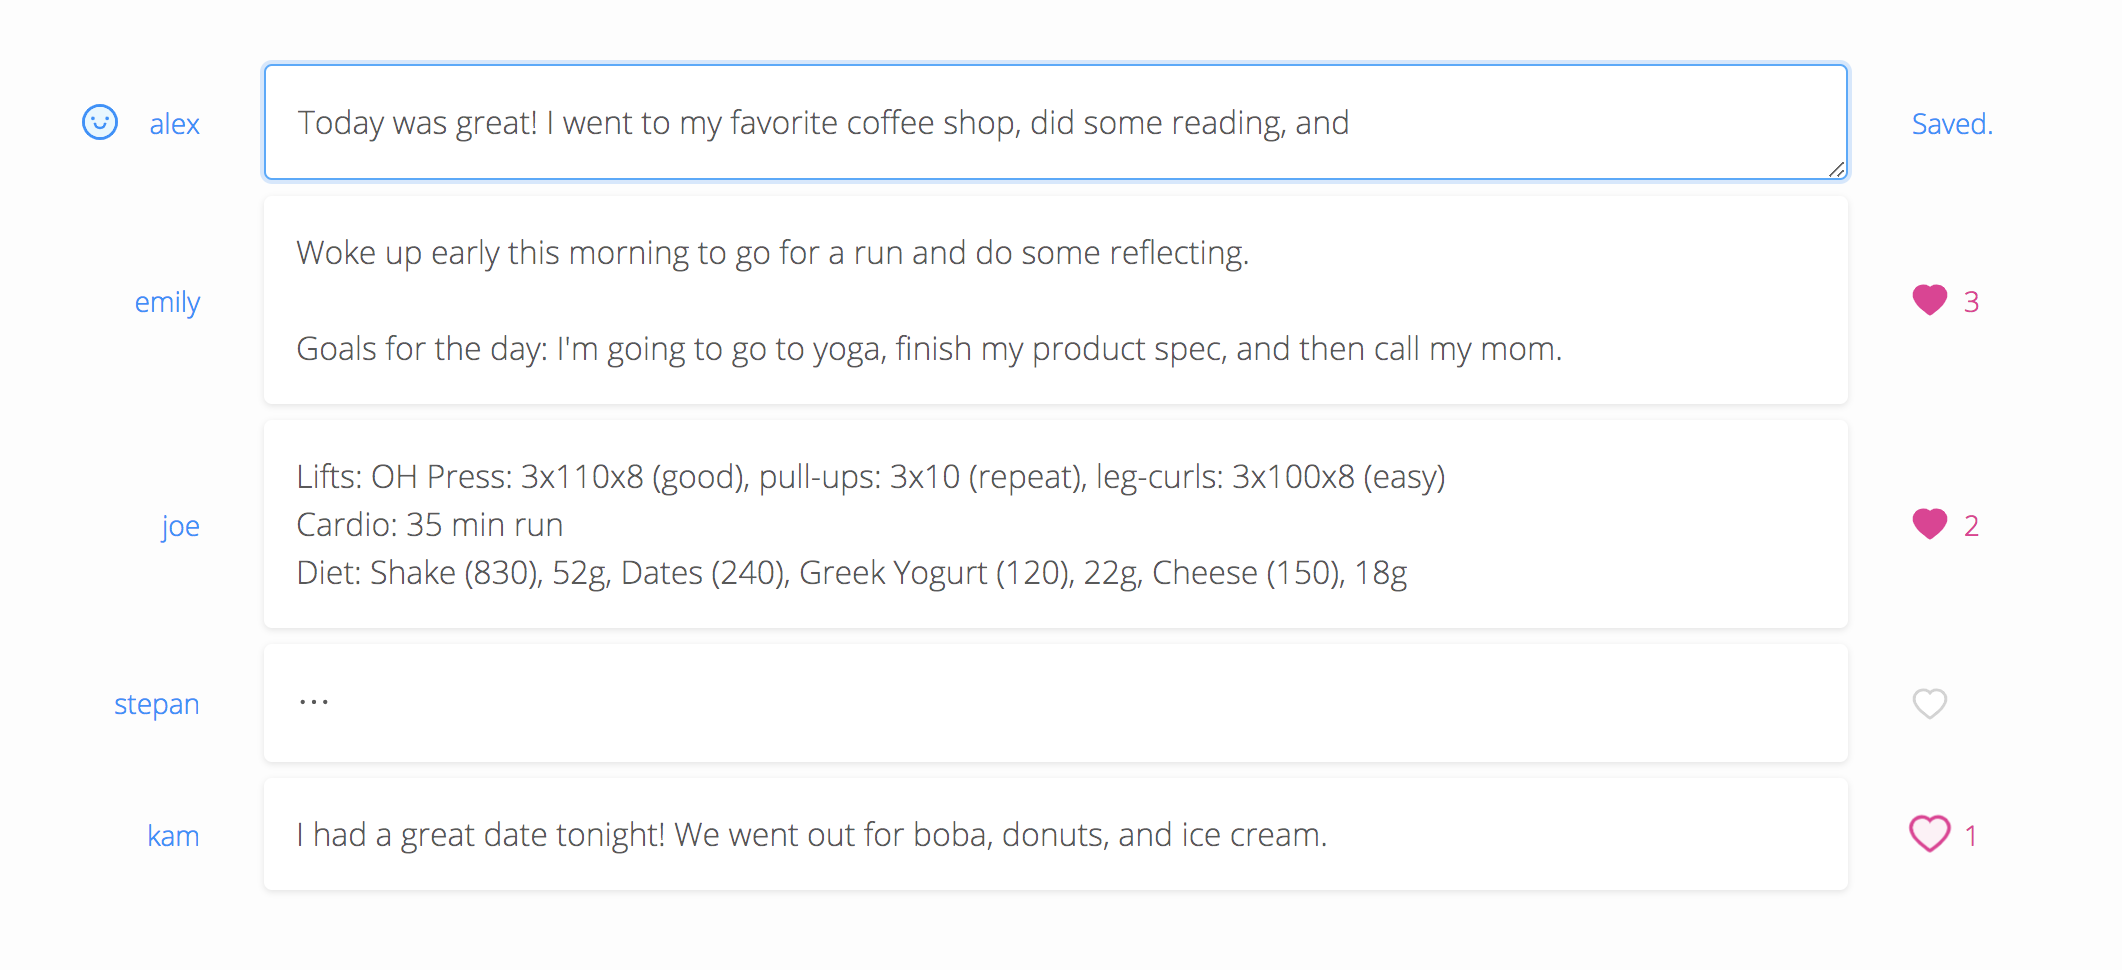 alex
Today was great! I went to my favorite coffee shop, did some reading, and
Saved.
emily
Woke up early this morning to go for a run and do some reflecting.
Goals for the day: I'm going to go to yoga, finish my product spec, and then call my mom.
3
joe
Lifts: OH Press: 3x110x8 (good), pull-ups: 3x10 (repeat), leg-curls: 3x100x8 (easy)
Cardio: 35 min run
Diet: Shake (830), 52g, Dates (240), Greek Yogurt (120), 22g, Cheese (150), 18g
2
stepan
...
kam
I had a great date tonight! We went out for boba, donuts, and ice cream.
1